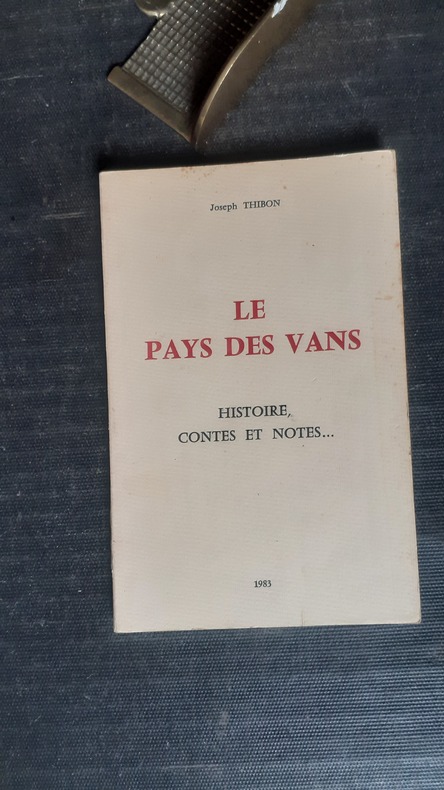 Joseph THIBON
LE
PAYS DES VANS
HISTOIRE,
CONTES ET NOTES...
1983